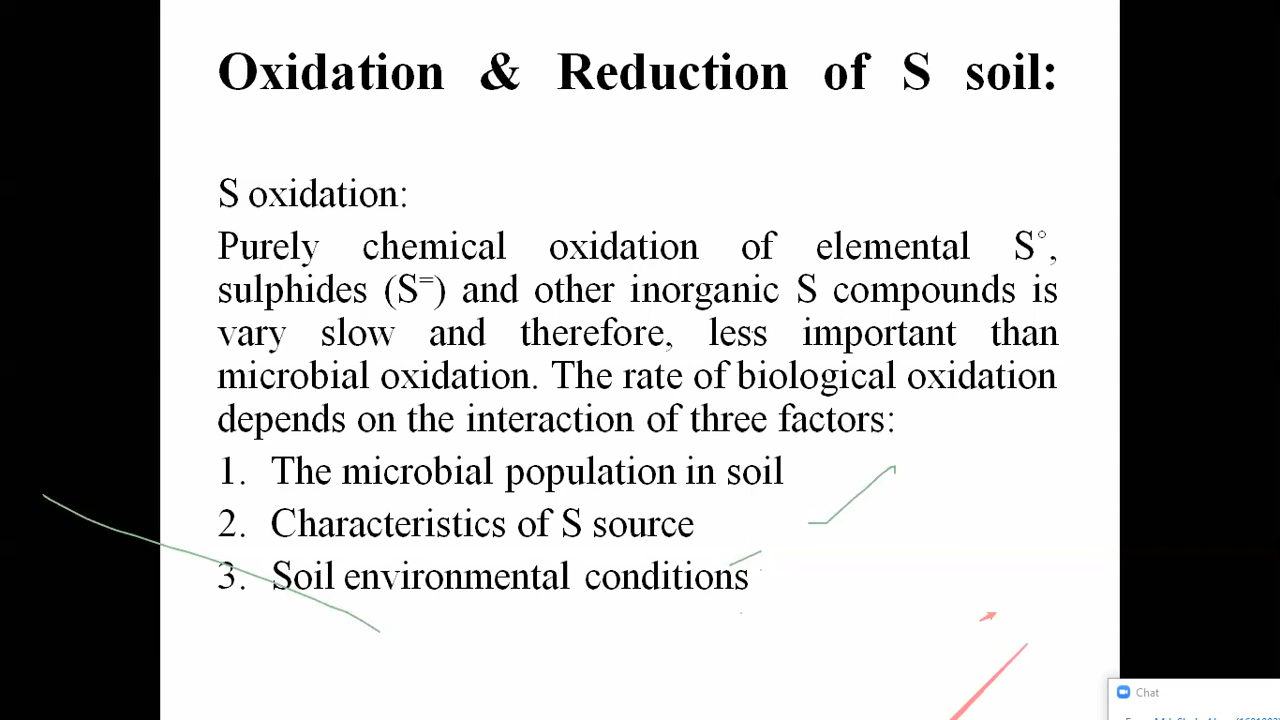 Oxidation & Reduction of S soil:
S oxidation:
Purely chemical oxidation of elemental S°,
sulphides (S⁼) and other inorganic S compounds is
vary slow and therefore, less important than
microbial oxidation. The rate of biological oxidation
depends on the interaction of three factors:
1. The microbial population in soil
2. Characteristics of S source
3. Soil environmental conditions
Chat